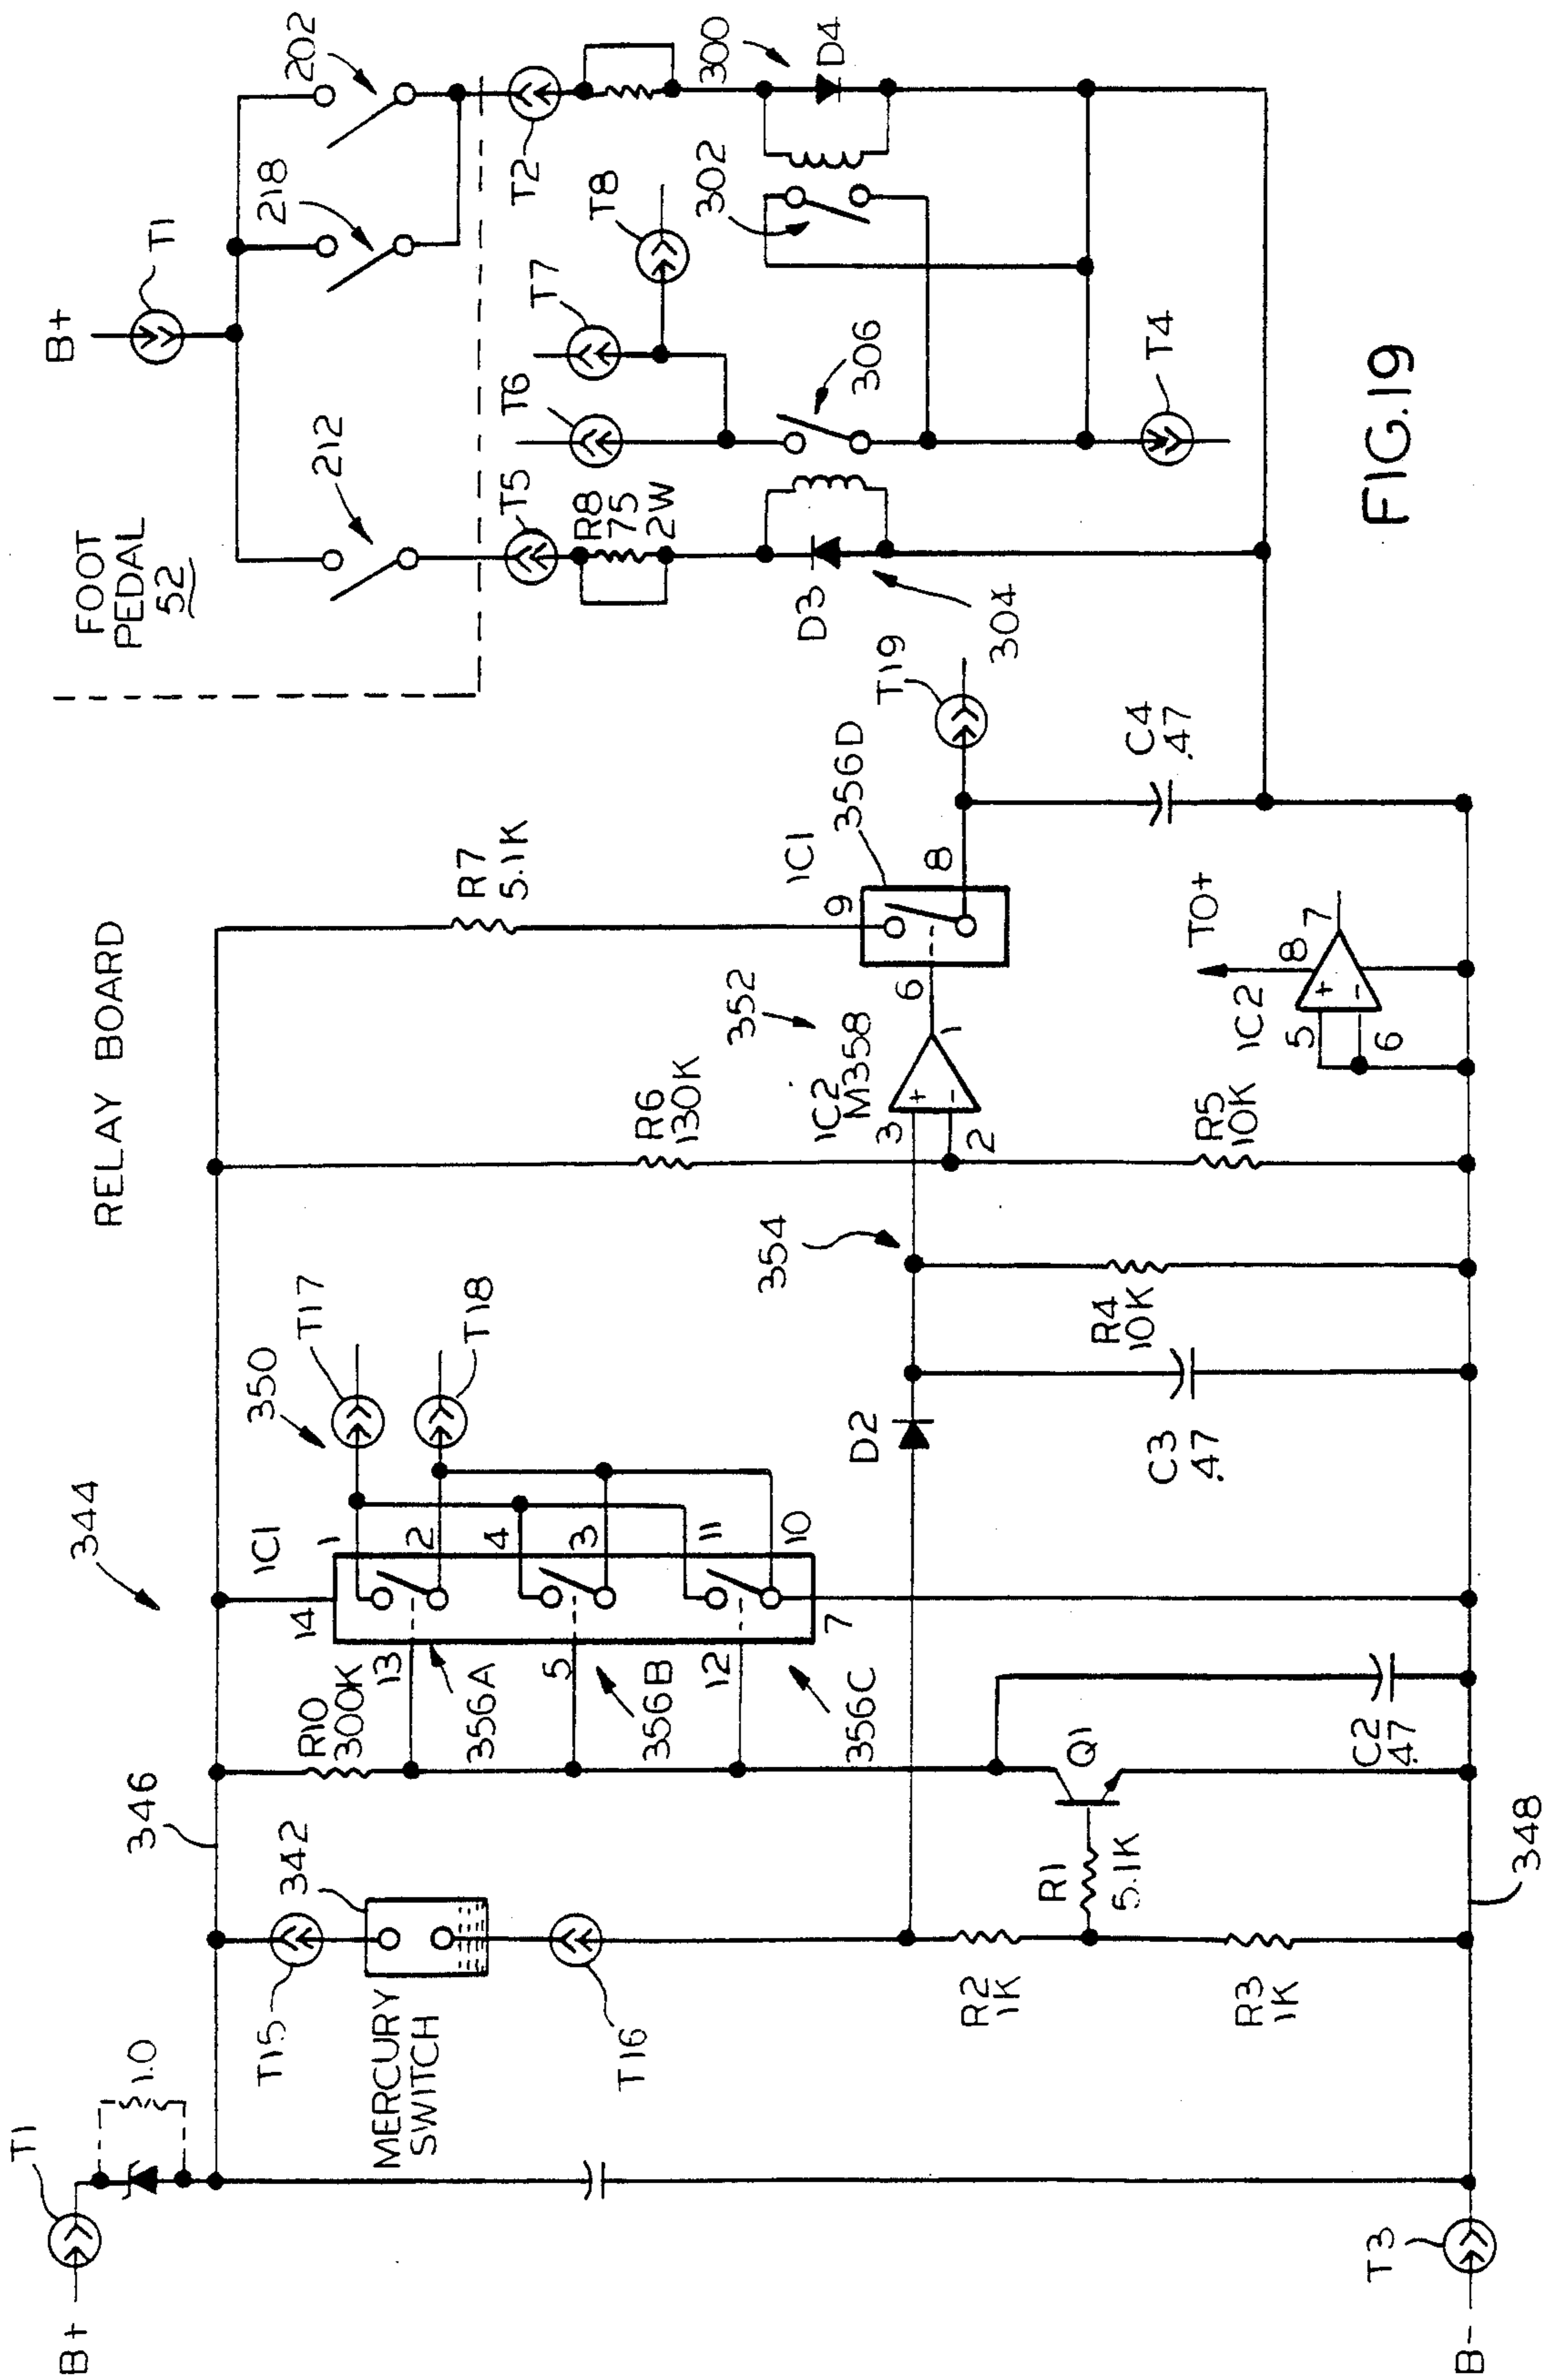 RELAY BOARD
FOOT
PEDAL
52
B+
T1
212
218
202
T5
R8
75
2W
T6
T7
T8
T2
300
302
D4
306
D3
304
T4
B+
T1
1.0
346
344
T15
342
MERCURY
SWITCH
T16
R10
300K
IC1
14
13
5
12
7
1
2
4
3
11
10
356A
356B
356C
350
T17
T18
R2
1K
R3
1K
R1
5.1K
Q1
C2
.47
D2
C3
.47
R4
10K
354
R6
130K
R5
10K
352
IC2
M358
3
2
1
R7
5.1K
IC1
9
6
8
356D
T19
C4
.47
IC2
TO+
5
6
8
7
T3
B-
348
FIG.19